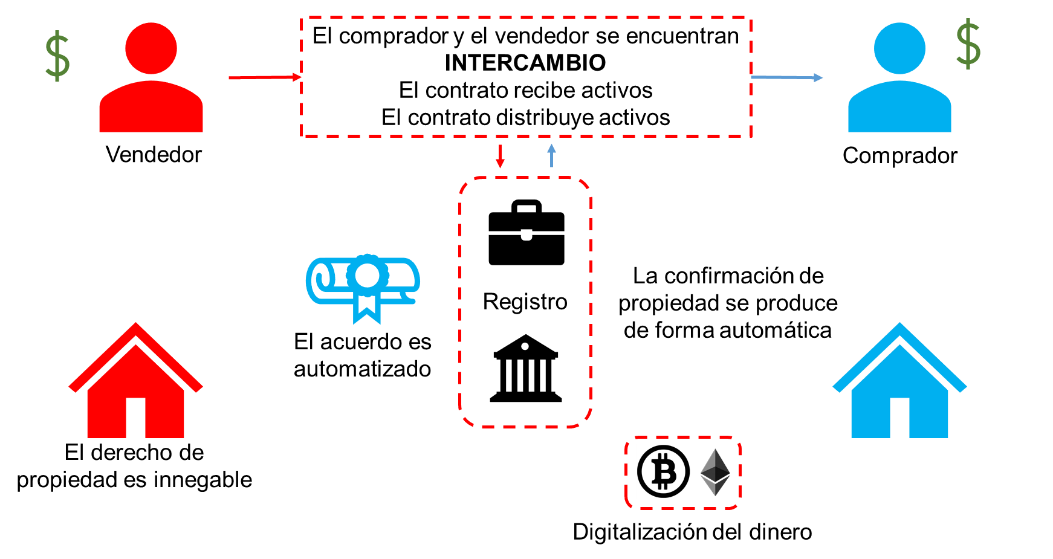 $
$
El comprador y el vendedor se encuentran
INTERCAMBIO
El contrato recibe activos
El contrato distribuye activos
Vendedor
Comprador
Registro
El acuerdo es
automatizado
La confirmación de
propiedad se produce
de forma automática
El derecho de
propiedad es innegable
Digitalización del dinero